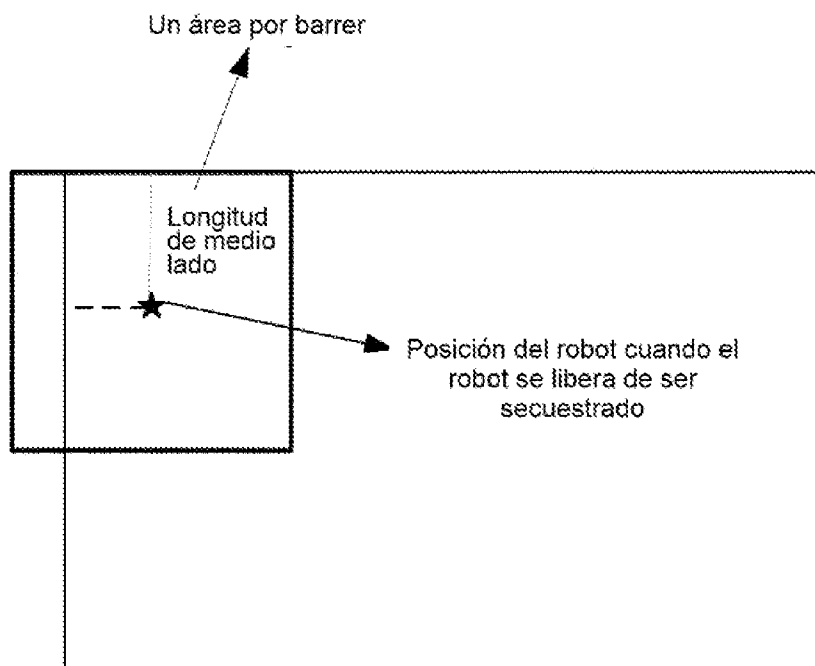 Un área por barrer
Longitud
de medio
lado
Posición del robot cuando el
robot se libera de ser
secuestrado